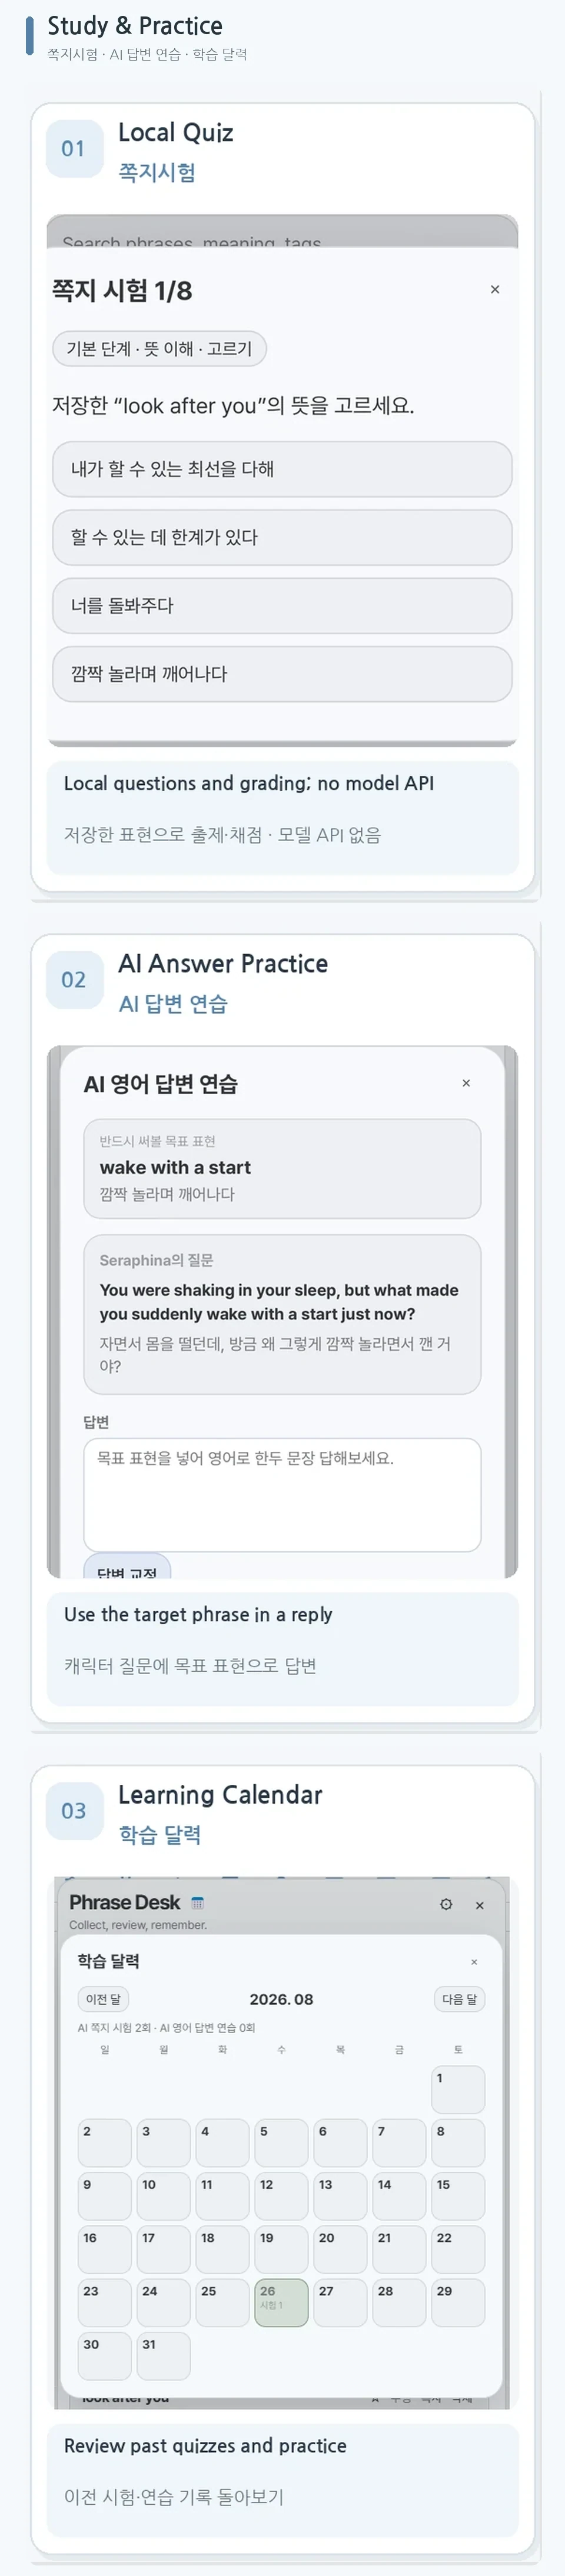 Study & Practice
쪽지시험 · AI 답변 연습 · 학습 달력
01
Local Quiz
쪽지시험
Search phrases, meaning, tags
쪽지 시험 1/8
×
기본 단계 · 뜻 이해 · 고르기
저장한 “look after you”의 뜻을 고르세요.
내가 할 수 있는 최선을 다해
할 수 있는 데 한계가 있다
너를 돌봐주다
깜짝 놀라며 깨어나다
Local questions and grading; no model API
저장한 표현으로 출제·채점 · 모델 API 없음
02
AI Answer Practice
AI 답변 연습
AI 영어 답변 연습
×
반드시 써볼 목표 표현
wake with a start
깜짝 놀라며 깨어나다
Seraphina의 질문
You were shaking in your sleep, but what made
you suddenly wake with a start just now?
자면서 몸을 떨던데, 방금 왜 그렇게 깜짝 놀라면서 깬 거
야?
답변
목표 표현을 넣어 영어로 한두 문장 답해보세요.
답변 교정
Use the target phrase in a reply
캐릭터 질문에 목표 표현으로 답변
03
Learning Calendar
학습 달력
Phrase Desk
×
Collect, review, remember.
학습 달력
×
이전 달 2026. 08 다음 달
AI 쪽지 시험 2회 · AI 영어 답변 연습 0회
일 월 화 수 목 금 토
1
2 3 4 5 6 7 8
9 10 11 12 13 14 15
16 17 18 19 20 21 22
23 24 25 26 27 28 29
시험 1
30 31
look after you
Review past quizzes and practice
이전 시험·연습 기록 돌아보기